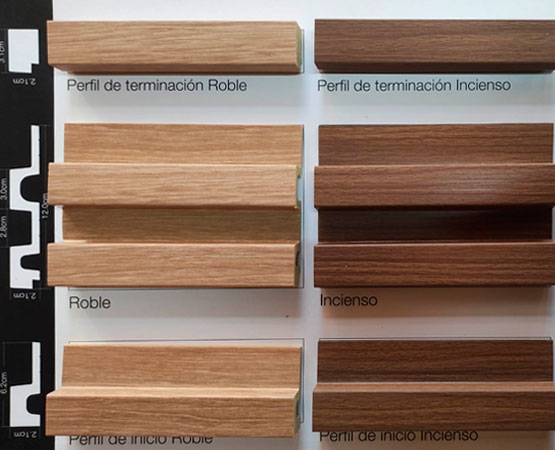 3.1cm
2.1cm
Perfil de terminación Roble
Perfil de terminación Incienso
3.0cm
12.0cm
2.8cm
2.1cm
Roble
Incienso
6.2cm
2.1cm
Perfil de inicio Roble
Perfil de inicio Incienso